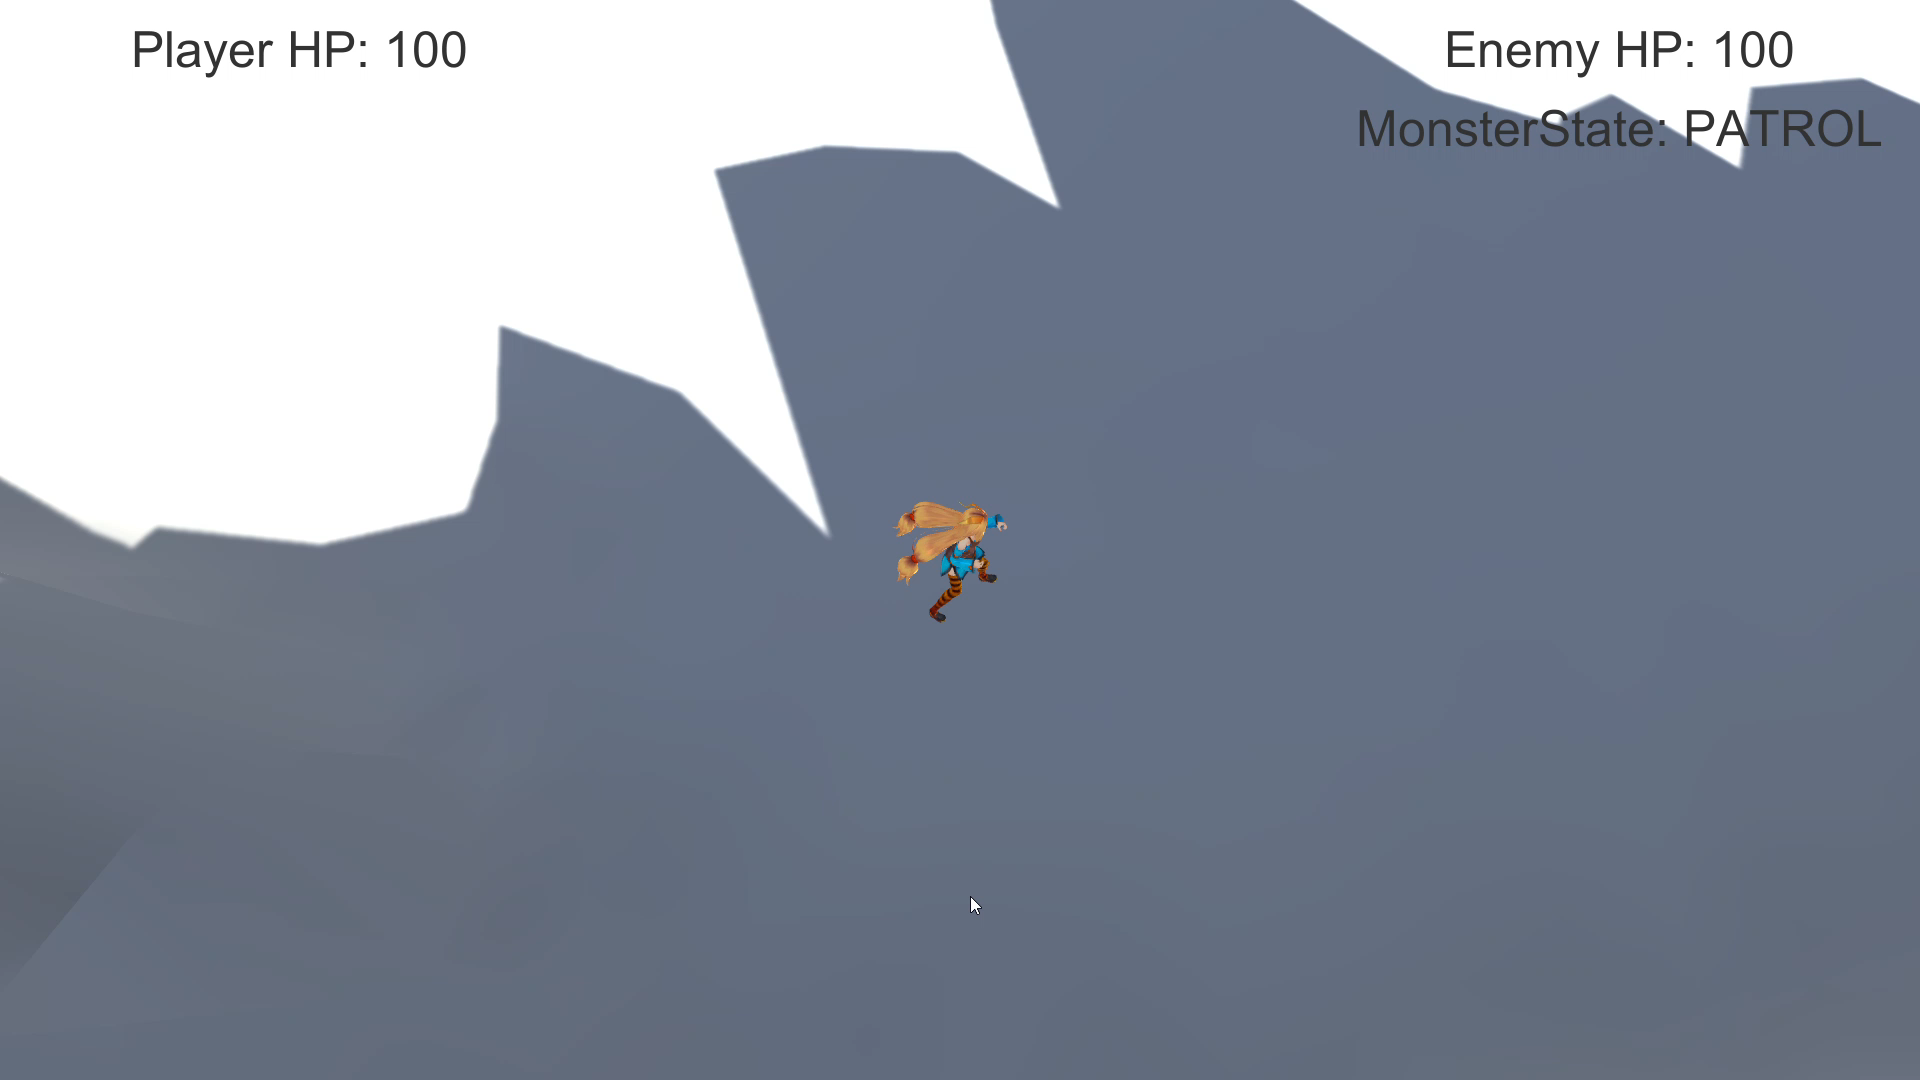 Player HP: 100
Enemy HP: 100
MonsterState: PATROL